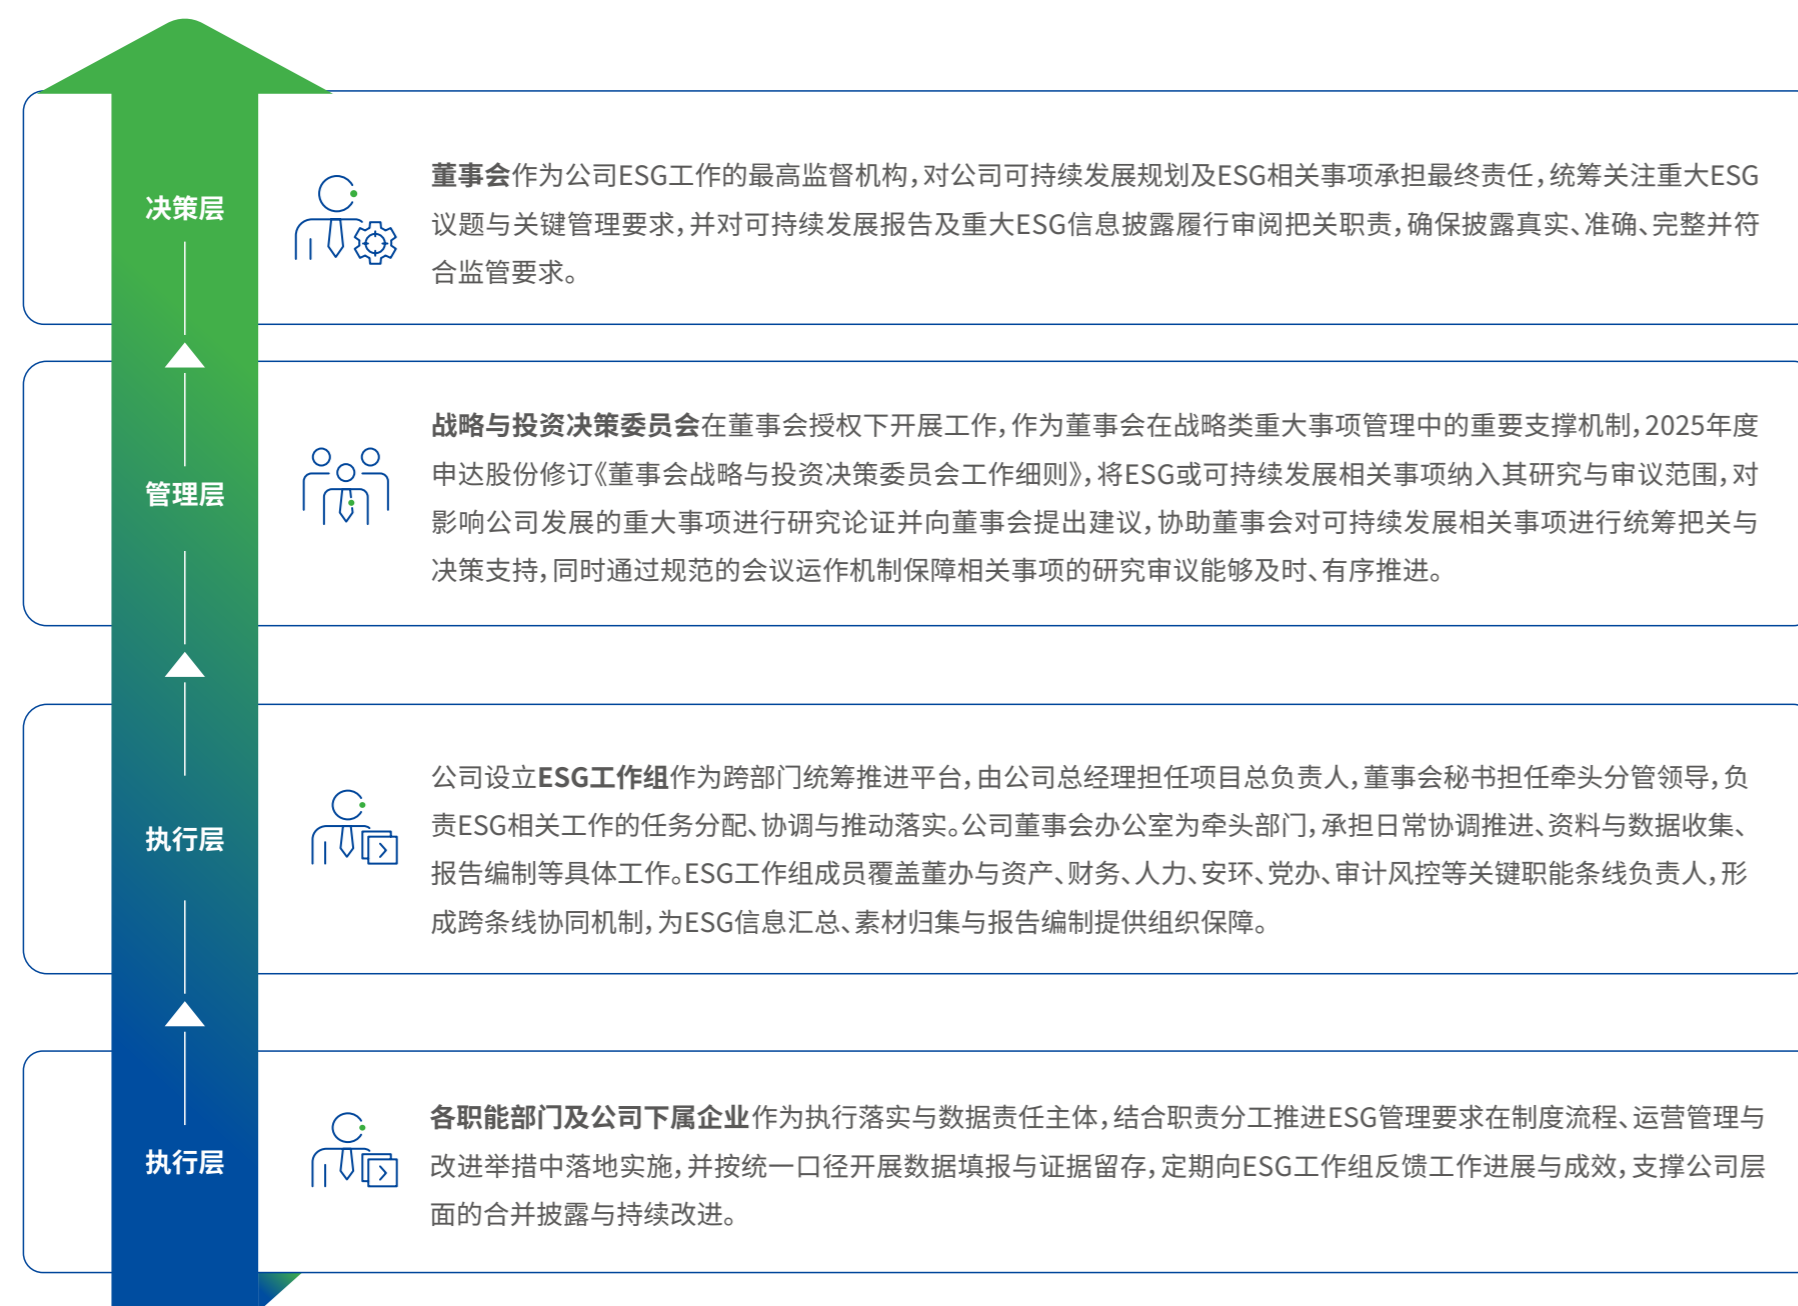 决策层
董事会作为公司ESG工作的最高监督机构，对公司可持续发展规划及ESG相关事项承担最终责任，统筹关注重大ESG
议题与关键管理要求，并对可持续发展报告及重大ESG信息披露履行审阅把关职责，确保披露真实、准确、完整并符
合监管要求。
管理层
战略与投资决策委员会在董事会授权下开展工作，作为董事会在战略类重大事项管理中的重要支撑机制，2025年度
申达股份修订《董事会战略与投资决策委员会工作细则》，将ESG或可持续发展相关事项纳入其研究与审议范围，对
影响公司发展的重大事项进行研究论证并向董事会提出建议，协助董事会对可持续发展相关事项进行统筹把关与
决策支持，同时通过规范的会议运作机制保障相关事项的研究审议能够及时、有序推进。
执行层
公司设立ESG工作组作为跨部门统筹推进平台，由公司总经理担任项目总负责人，董事会秘书担任牵头分管领导，负
责ESG相关工作的任务分配、协调与推动落实。公司董事会办公室为牵头部门，承担日常协调推进、资料与数据收集、
报告编制等具体工作。ESG工作组成员覆盖董办与资产、财务、人力、安环、党办、审计风控等关键职能条线负责人，形
成跨条线协同机制，为ESG信息汇总、素材归集与报告编制提供组织保障。
执行层
各职能部门及公司下属企业作为执行落实与数据责任主体，结合职责分工推进ESG管理要求在制度流程、运营管理与
改进举措中落地实施，并按统一口径开展数据填报与证据留存，定期向ESG工作组反馈工作进展与成效，支撑公司层
面的合并披露与持续改进。